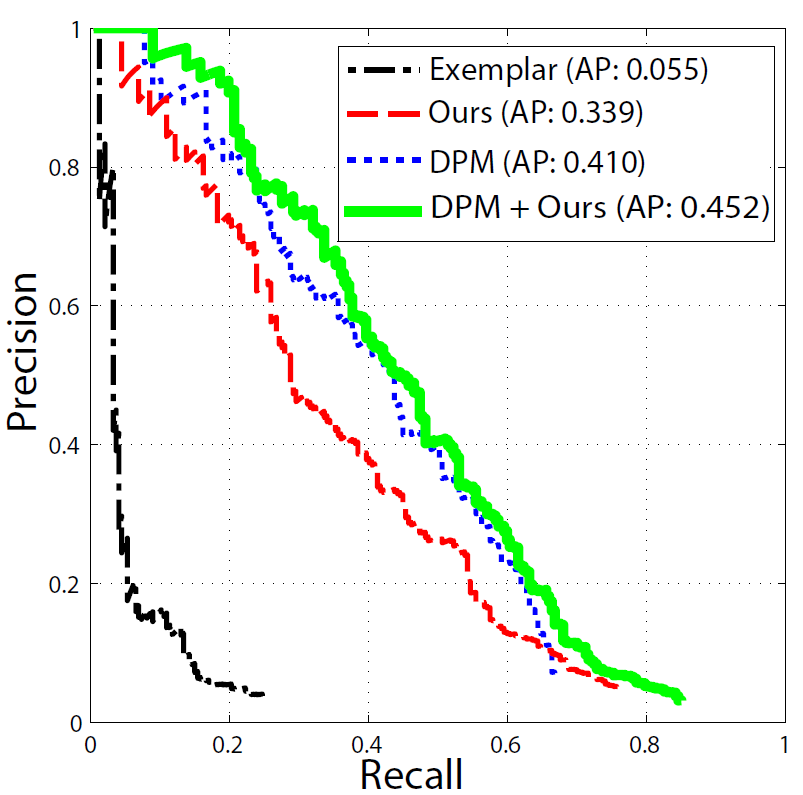 1
0.8
0.6
0.4
0.2
0
Precision
Exemplar (AP: 0.055)
Ours (AP: 0.339)
DPM (AP: 0.410)
DPM + Ours (AP: 0.452)
0 0.2 0.4 0.6 0.8 1
Recall